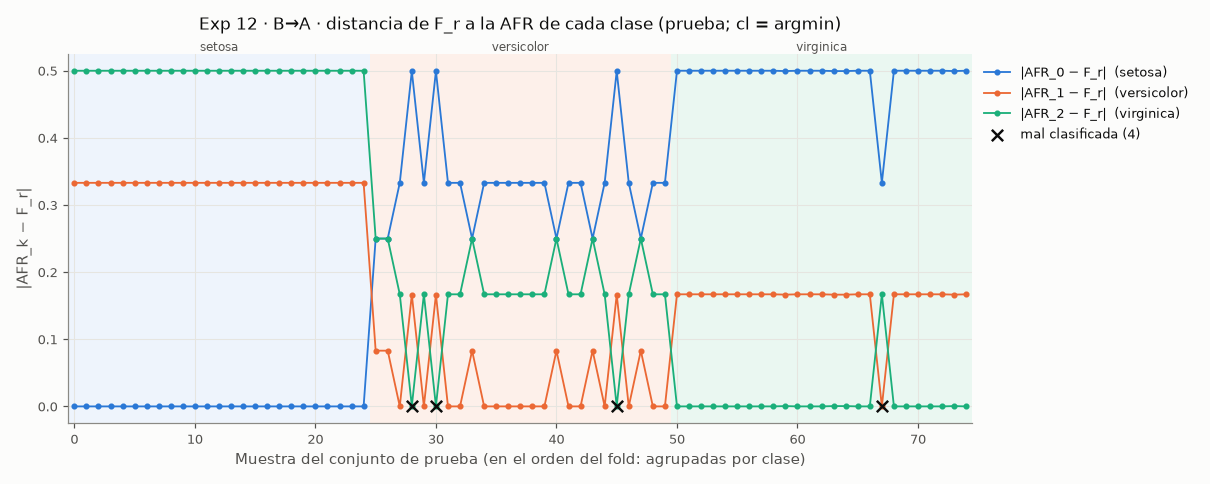 Exp 12 · B→A · distancia de F_r a la AFR de cada clase (prueba; cl = argmin)
setosa versicolor virginica
|AFR_0 − F_r| (setosa)
|AFR_1 − F_r| (versicolor)
|AFR_2 − F_r| (virginica)
mal clasificada (4)
|AFR_k − F_r|
0.5
0.4
0.3
0.2
0.1
0.0
0 10 20 30 40 50 60 70
Muestra del conjunto de prueba (en el orden del fold: agrupadas por clase)